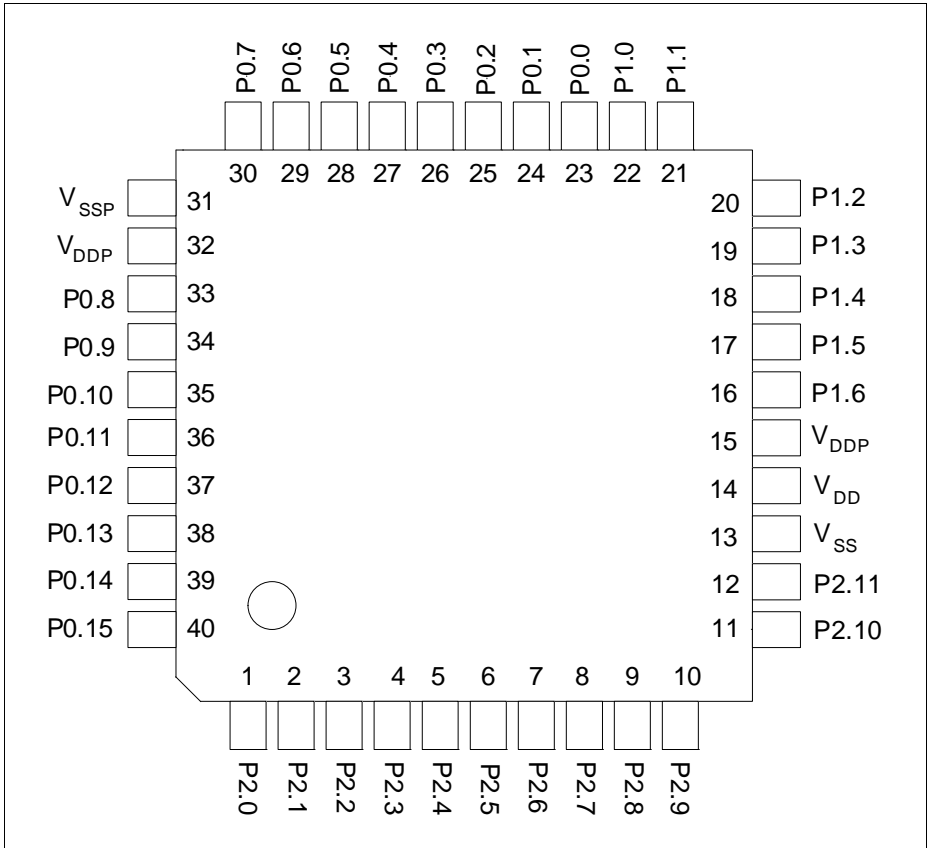 P0.7 P0.6 P0.5 P0.4 P0.3 P0.2 P0.1 P0.0 P1.0 P1.1
30 29 28 27 26 25 24 23 22 21
VSSP 31 20 P1.2
VDDP 32 19 P1.3
P0.8 33 18 P1.4
P0.9 34 17 P1.5
P0.10 35 16 P1.6
P0.11 36 15 VDDP
P0.12 37 14 VDD
P0.13 38 13 VSS
P0.14 39 12 P2.11
P0.15 40 11 P2.10
1 2 3 4 5 6 7 8 9 10
P2.0 P2.1 P2.2 P2.3 P2.4 P2.5 P2.6 P2.7 P2.8 P2.9